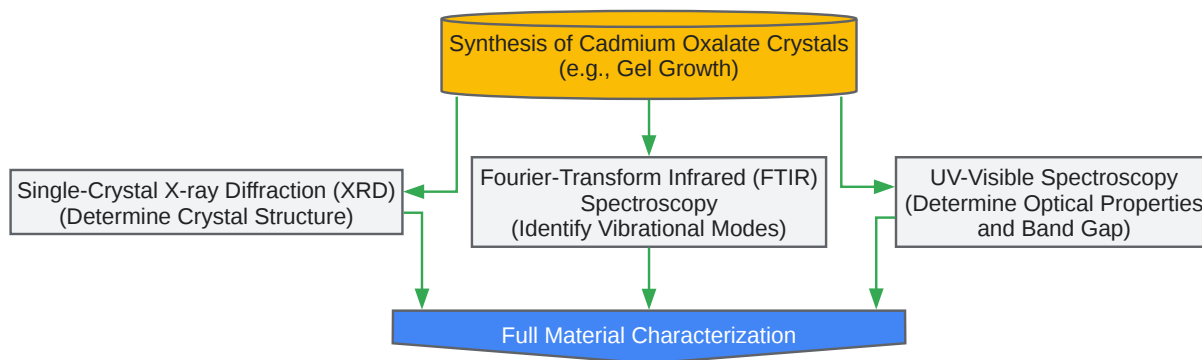 Synthesis of Cadmium Oxalate Crystals
(e.g., Gel Growth)
Single-Crystal X-ray Diffraction (XRD)
(Determine Crystal Structure)
Fourier-Transform Infrared (FTIR)
Spectroscopy
(Identify Vibrational Modes)
UV-Visible Spectroscopy
(Determine Optical Properties
and Band Gap)
Full Material Characterization